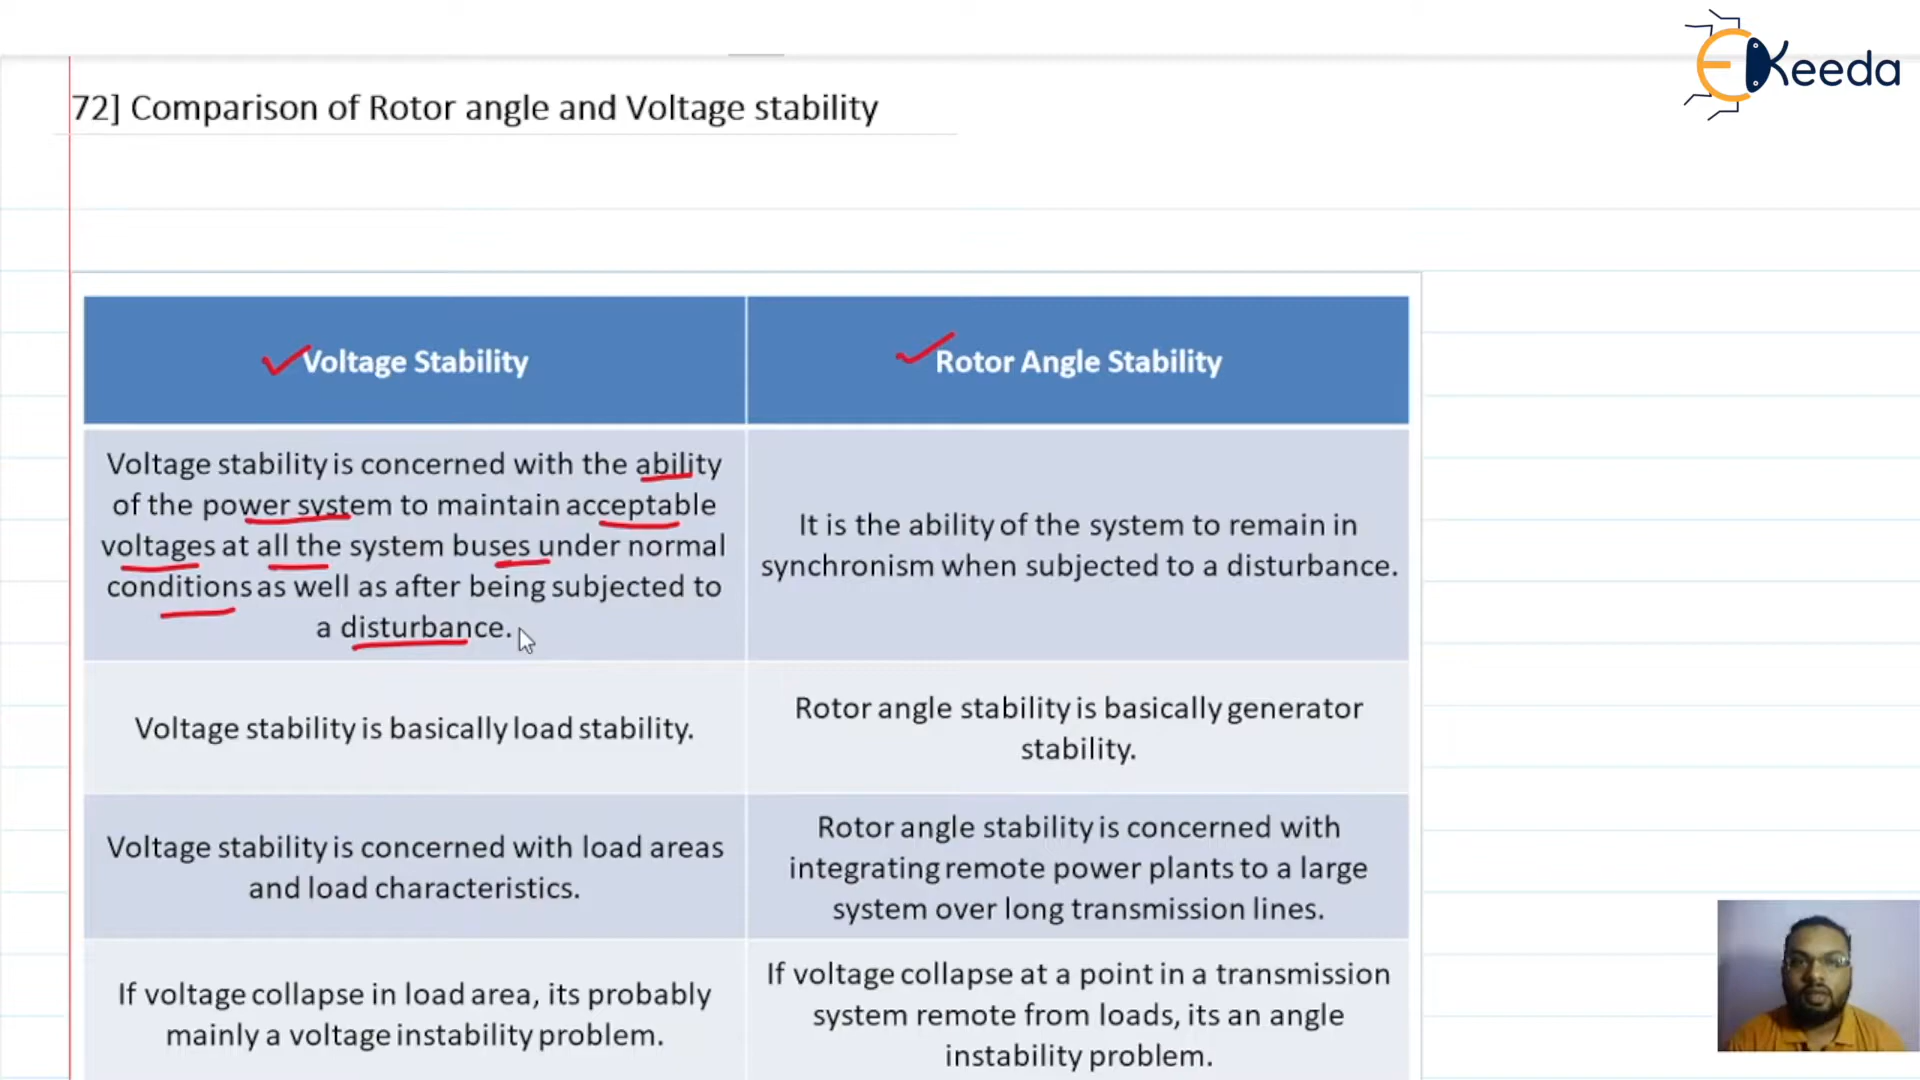 EKeeda
72] Comparison of Rotor angle and Voltage stability
Voltage Stability
Rotor Angle Stability
Voltage stability is concerned with the ability
of the power system to maintain acceptable
voltages at all the system buses under normal
conditions as well as after being subjected to
a disturbance.
It is the ability of the system to remain in
synchronism when subjected to a disturbance.
Voltage stability is basically load stability.
Rotor angle stability is basically generator
stability.
Voltage stability is concerned with load areas
and load characteristics.
Rotor angle stability is concerned with
integrating remote power plants to a large
system over long transmission lines.
If voltage collapse in load area, its probably
mainly a voltage instability problem.
If voltage collapse at a point in a transmission
system remote from loads, its an angle
instability problem.